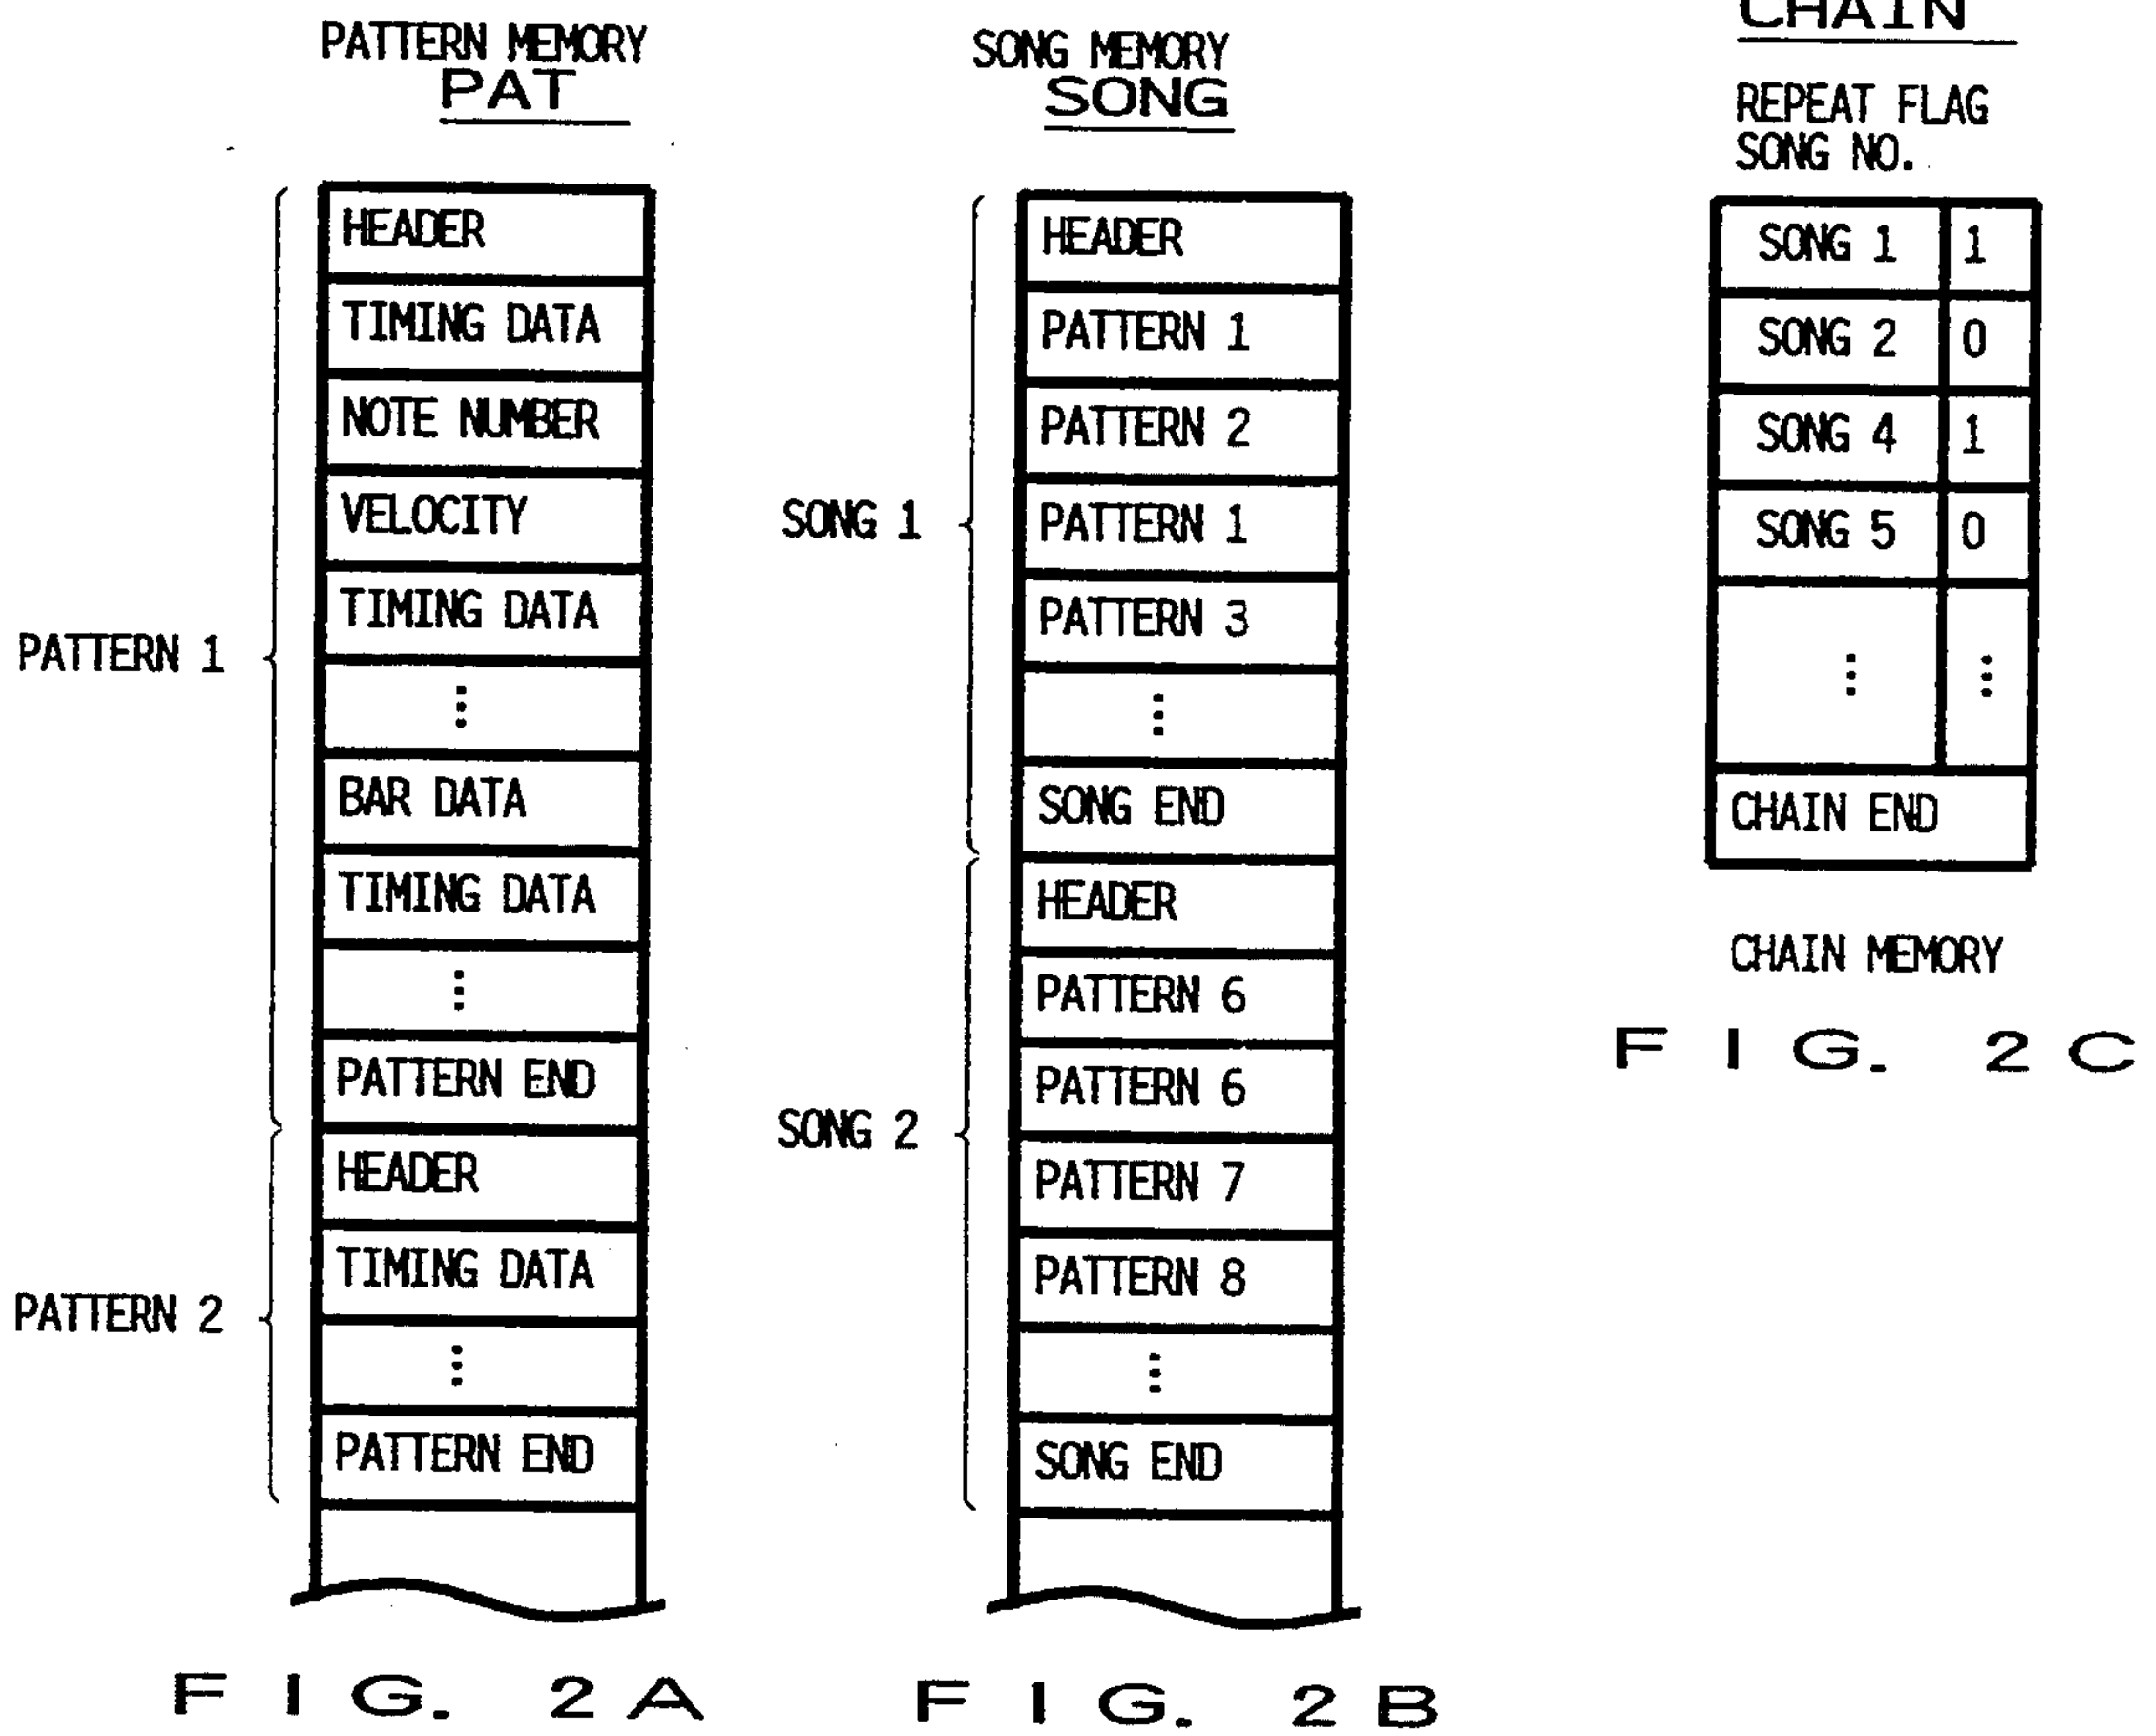 PATTERN MEMORY
PAT
PATTERN 1
HEADER
TIMING DATA
NOTE NUMBER
VELOCITY
TIMING DATA
⋮
BAR DATA
TIMING DATA
⋮
PATTERN END
PATTERN 2
HEADER
TIMING DATA
⋮
PATTERN END
FIG. 2A
SONG MEMORY
SONG
SONG 1
HEADER
PATTERN 1
PATTERN 2
PATTERN 1
PATTERN 3
⋮
SONG END
SONG 2
HEADER
PATTERN 6
PATTERN 6
PATTERN 7
PATTERN 8
⋮
SONG END
FIG. 2B
CHAIN
REPEAT FLAG
SONG NO.
SONG 1 1
SONG 2 0
SONG 4 1
SONG 5 0
⋮ ⋮
CHAIN END
CHAIN MEMORY
FIG. 2C